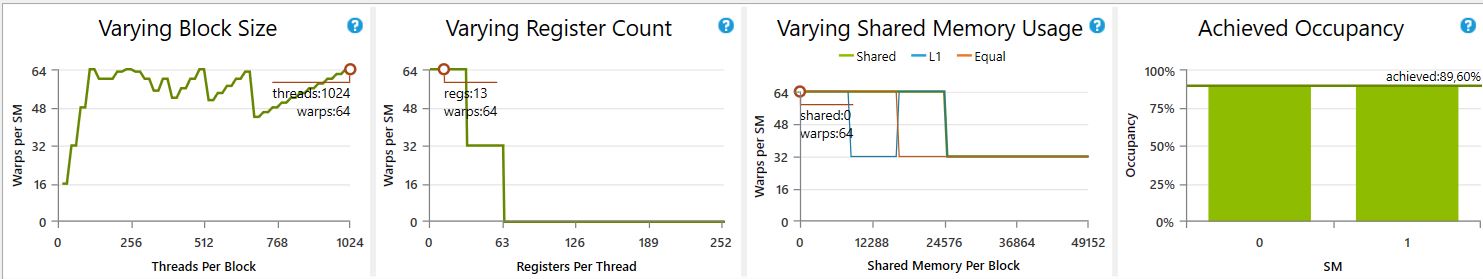 Varying Block Size
?
64
48
32
16
0
Warps per SM
threads:1024
warps:64
0 256 512 768 1024
Threads Per Block
Varying Register Count
?
64
48
32
16
0
Warps per SM
regs:13
warps:64
0 63 126 189 252
Registers Per Thread
Varying Shared Memory Usage
?
Shared L1 Equal
64
48
32
16
0
Warps per SM
shared:0
warps:64
0 12288 24576 36864 49152
Shared Memory Per Block
Achieved Occupancy
?
100%
75%
50%
25%
0%
Occupancy
achieved:89,60%
0 1
SM